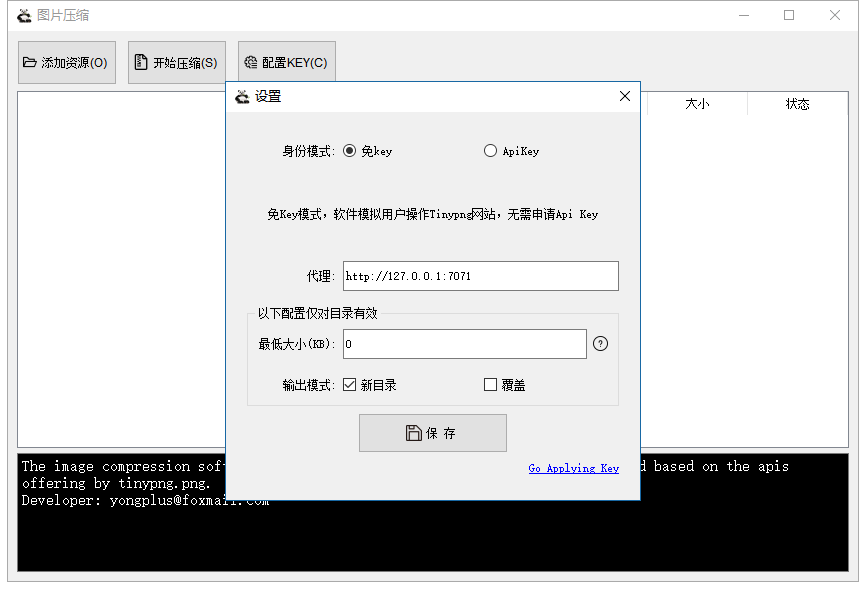 图片压缩
添加资源(O) 开始压缩(S) 配置KEY(C)
大小 状态
设置
身份模式: 免key ApiKey
免Key模式，软件模拟用户操作Tinypng网站，无需申请Api Key
代理: http://127.0.0.1:7071
以下配置仅对目录有效
最低大小(KB): 0 ?
输出模式: 新目录 覆盖
保 存
Go Applying Key
The image compression based on the apis
offering by tinypng.png.
Developer: yongplus@foxmail.com